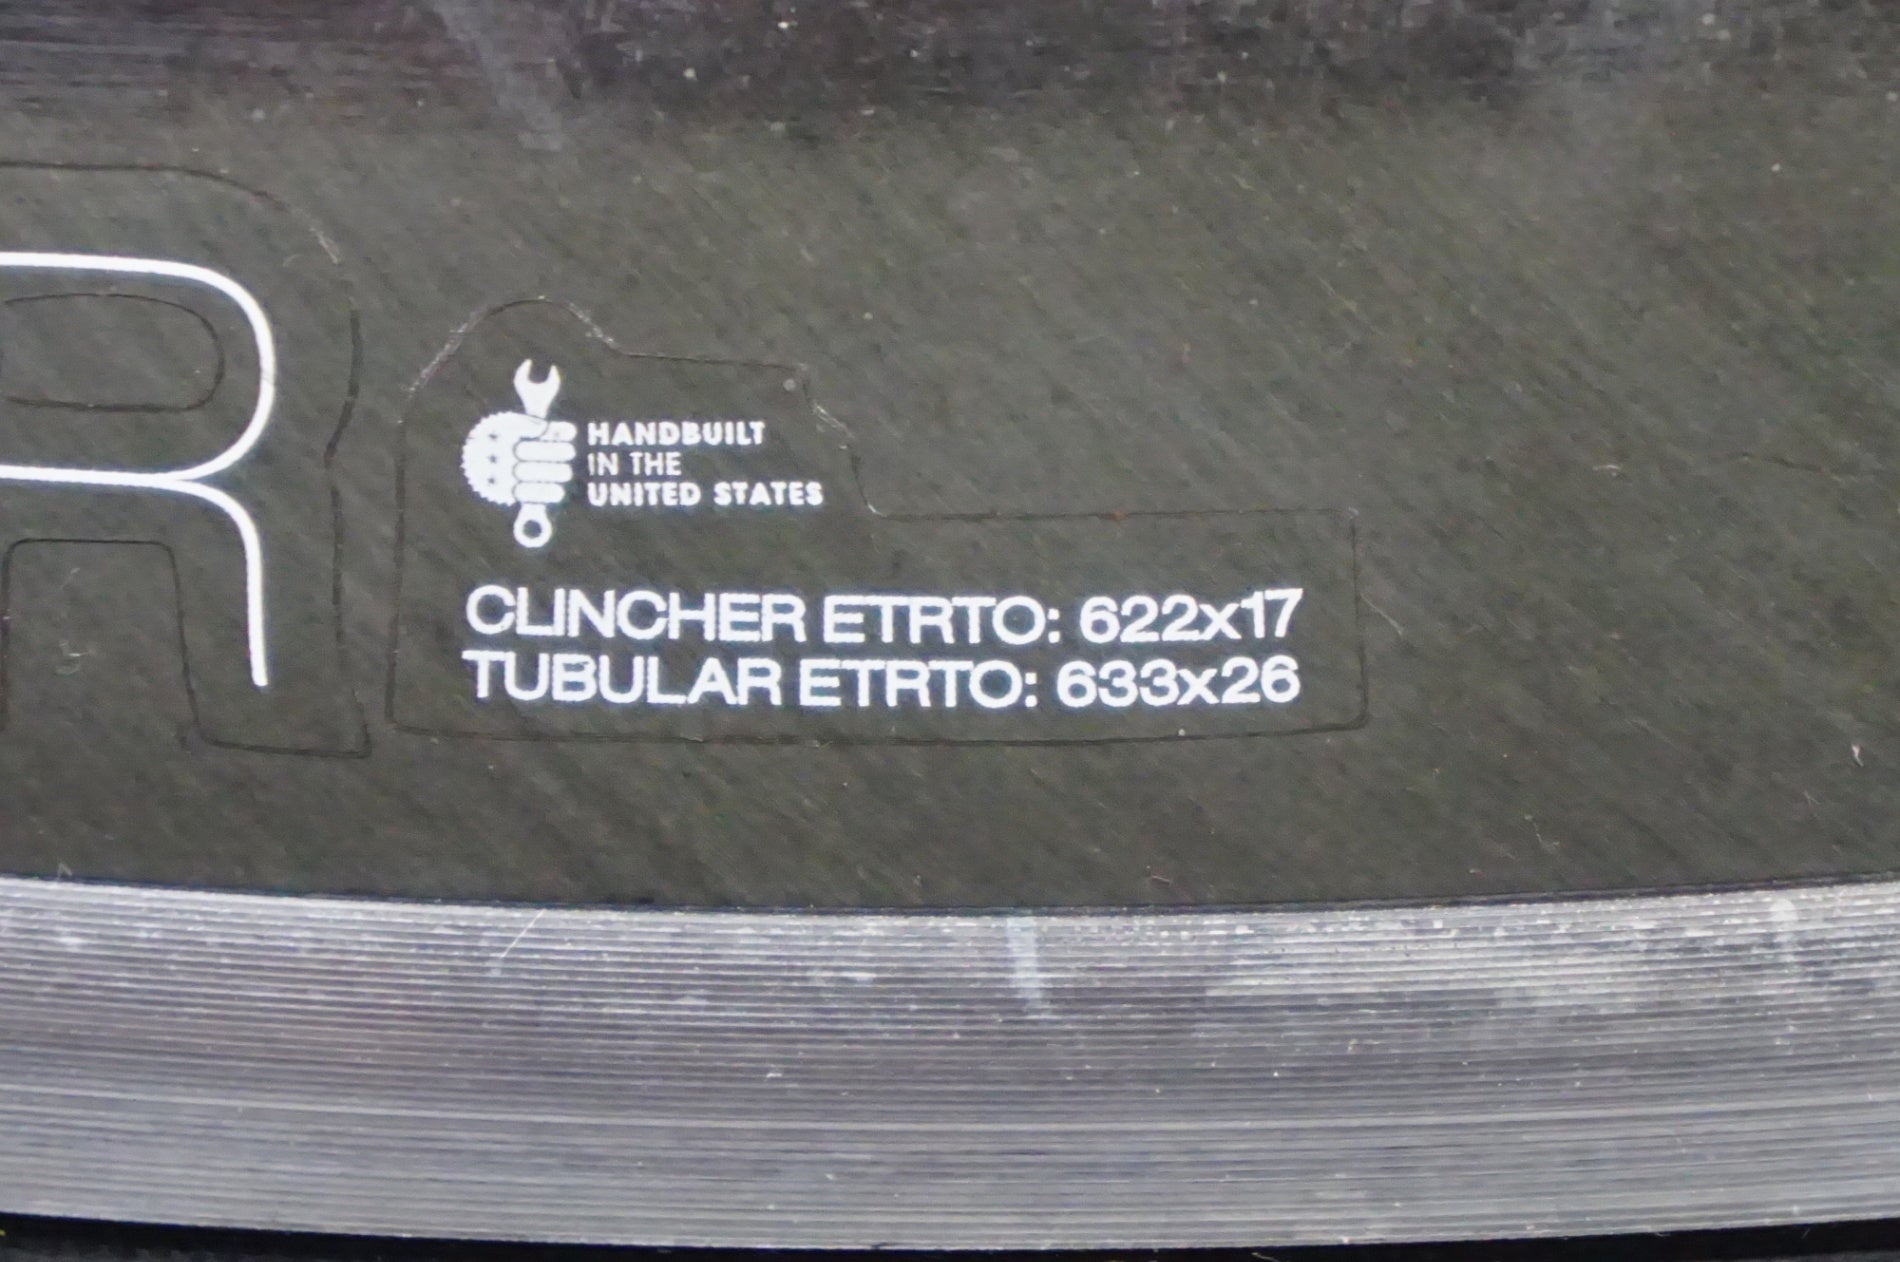 R
HANDBUILT
IN THE
UNITED STATES
CLINCHER ETRTO: 622x17
TUBULAR ETRTO: 633x26